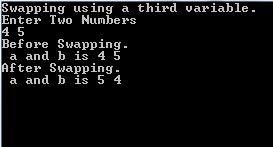 Swapping using a third variable.
Enter Two Numbers
4 5
Before Swapping.
 a and b is 4 5
After Swapping.
 a and b is 5 4